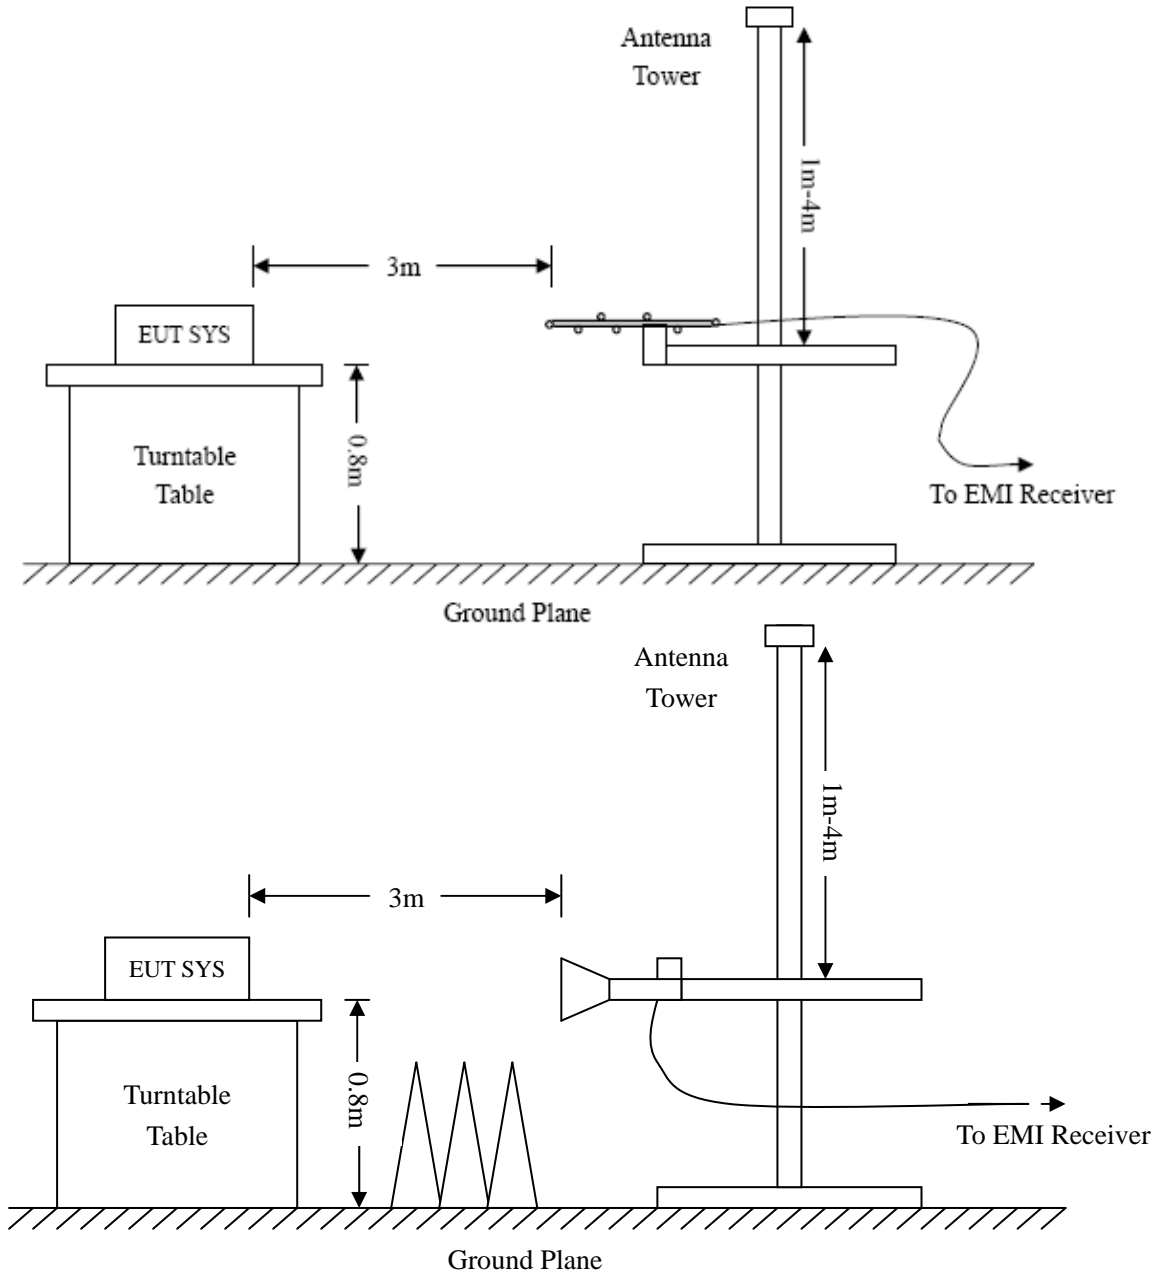 Antenna
Tower
1m-4m
3m
EUT SYS
0.8m
Turntable
Table
To EMI Receiver
Ground Plane
Antenna
Tower
1m-4m
3m
EUT SYS
0.8m
Turntable
Table
To EMI Receiver
Ground Plane